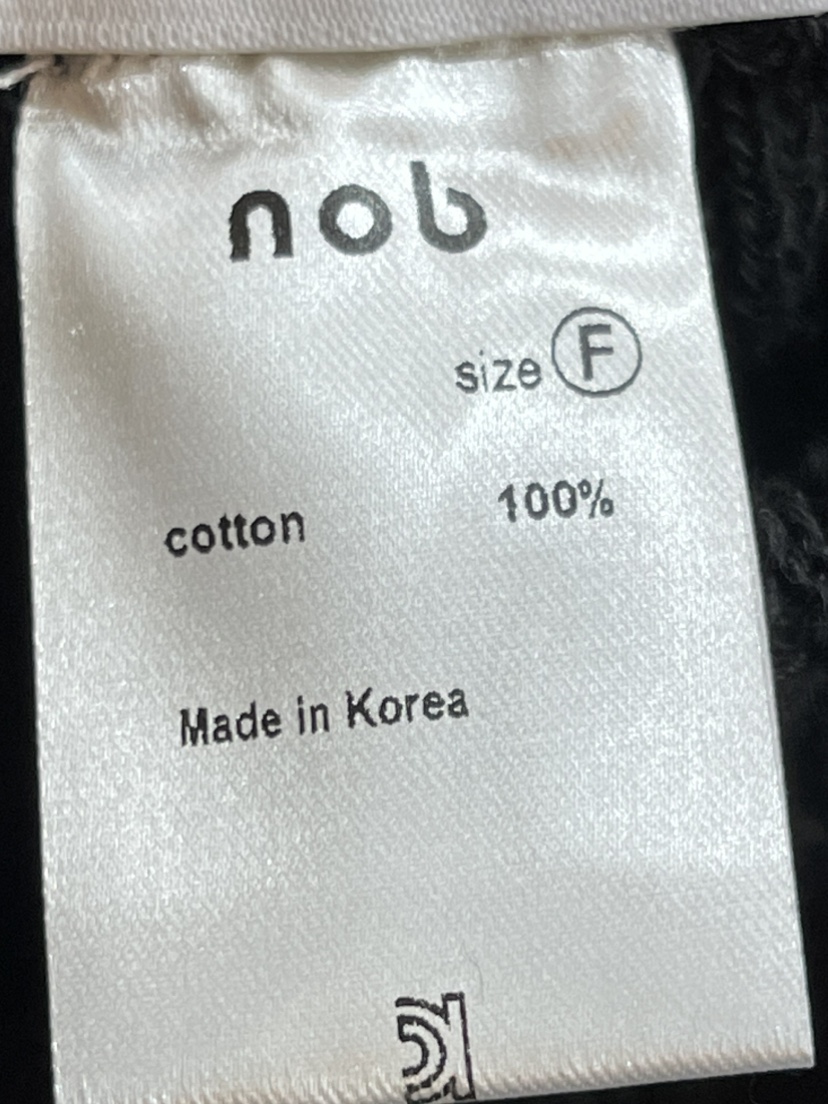 nob
size F
cotton 100%
Made in Korea